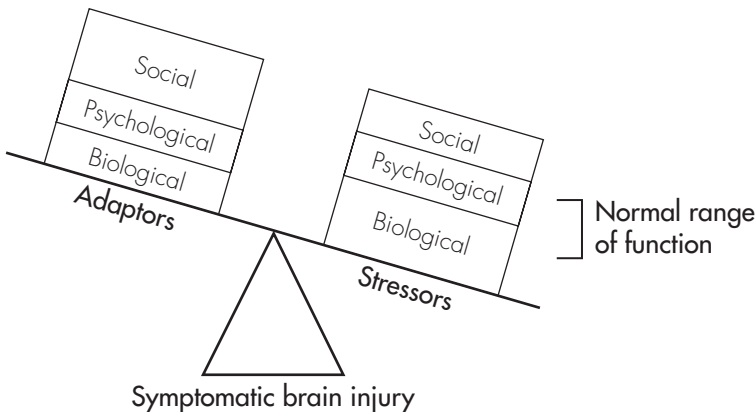 Social
Psychological
Biological
Adaptors
Social
Psychological
Biological
Stressors
Normal range
of function
Symptomatic brain injury